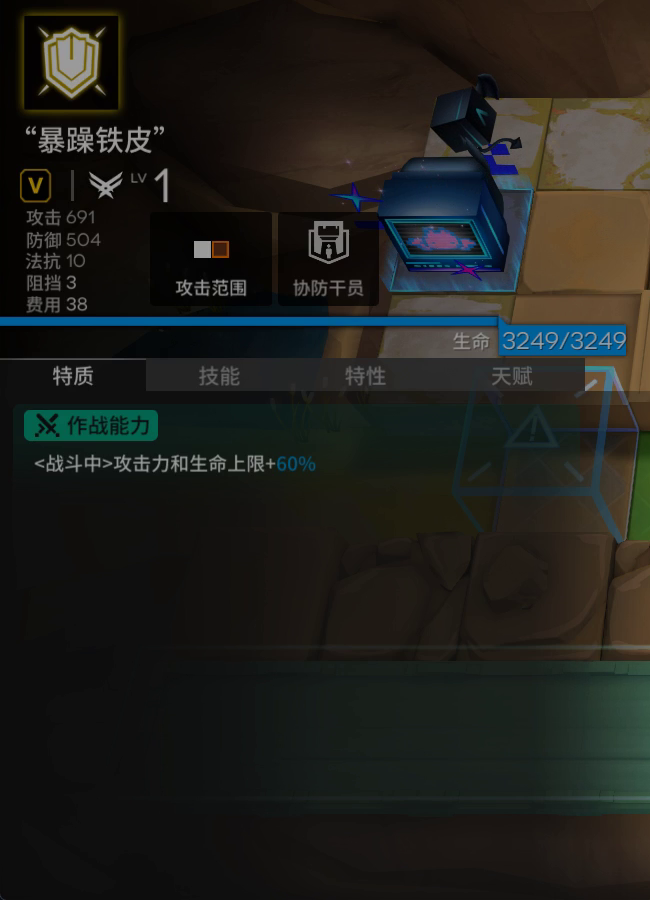 “暴躁铁皮”
V LV 1
攻击 691
防御 504
法抗 10
阻挡 3
费用 38
攻击范围 协防干员
生命 3249/3249
特质 技能 特性 天赋
作战能力
<战斗中>攻击力和生命上限+60%